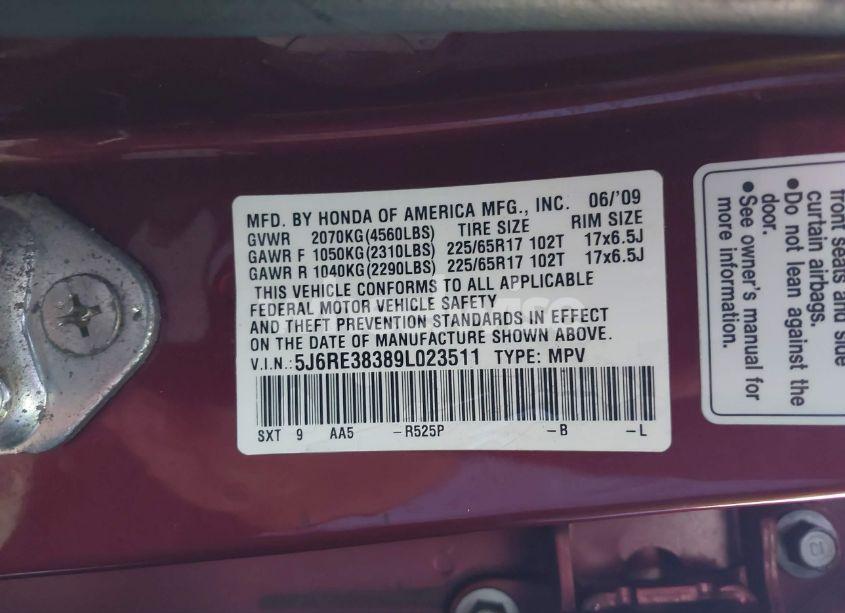 MFD. BY HONDA OF AMERICA MFG., INC. 06/'09
GVWR 2070KG(4560LBS) TIRE SIZE RIM SIZE
GAWR F 1050KG(2310LBS) 225/65R17 102T 17x6.5J
GAWR R 1040KG(2290LBS) 225/65R17 102T 17x6.5J
THIS VEHICLE CONFORMS TO ALL APPLICABLE
FEDERAL MOTOR VEHICLE SAFETY
AND THEFT PREVENTION STANDARDS IN EFFECT
ON THE DATE OF MANUFACTURE SHOWN ABOVE.
V.I.N.: 5J6RE38389L023511 TYPE: MPV
SXT 9 AA5 -R525P -B -L
front seats and side
curtain airbags.
•Do not lean against the
door.
•See owner's manual for
more information.